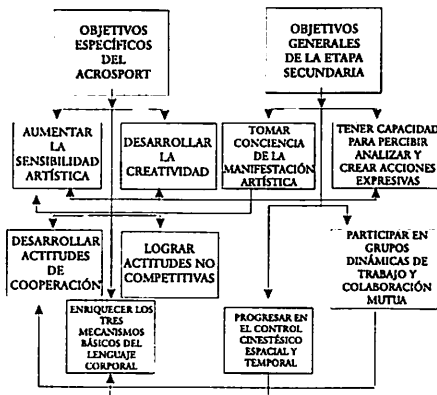 OBJETIVOS
ESPECÍFICOS
DEL
ACROSPORT
OBJETIVOS
GENERALES
DE LA ETAPA
SECUNDARIA
AUMENTAR
LA
SENSIBILIDAD
ARTÍSTICA
DESARROLLAR
LA
CREATIVIDAD
TOMAR
CONCIENCIA
DE LA
MANIFESTACIÓN
ARTÍSTICA
TENER CAPACIDAD
PARA PERCIBIR
ANALIZAR Y
CREAR ACCIONES
EXPRESIVAS
DESARROLLAR
ACTITUDES
DE
COOPERACIÓN
LOGRAR
ACTITUDES NO
COMPETITIVAS
PARTICIPAR EN
GRUPOS
DINÁMICAS DE
TRABAJO Y
COLABORACIÓN
MUTUA
ENRIQUECER LOS
TRES
MECANISMOS
BÁSICOS DEL
LENGUAJE
CORPORAL
PROGRESAR EN
EL CONTROL
CINESTÉSICO
ESPACIAL Y
TEMPORAL